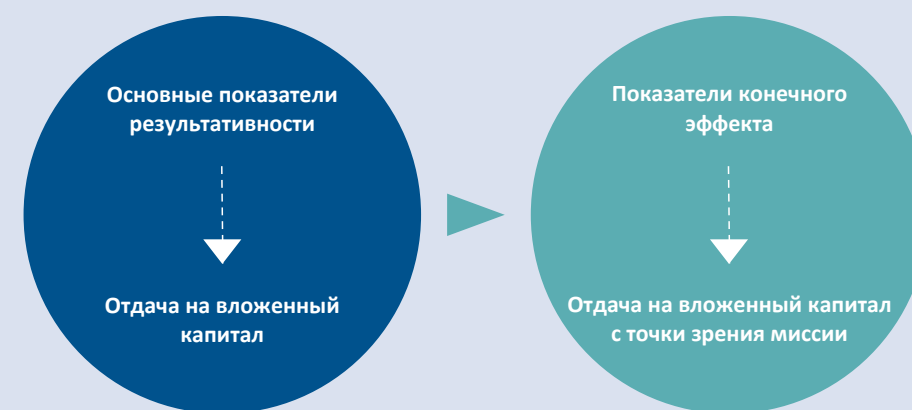 Основные показатели
результативности
Отдача на вложенный
капитал
Показатели конечного
эффекта
Отдача на вложенный капитал
с точки зрения миссии